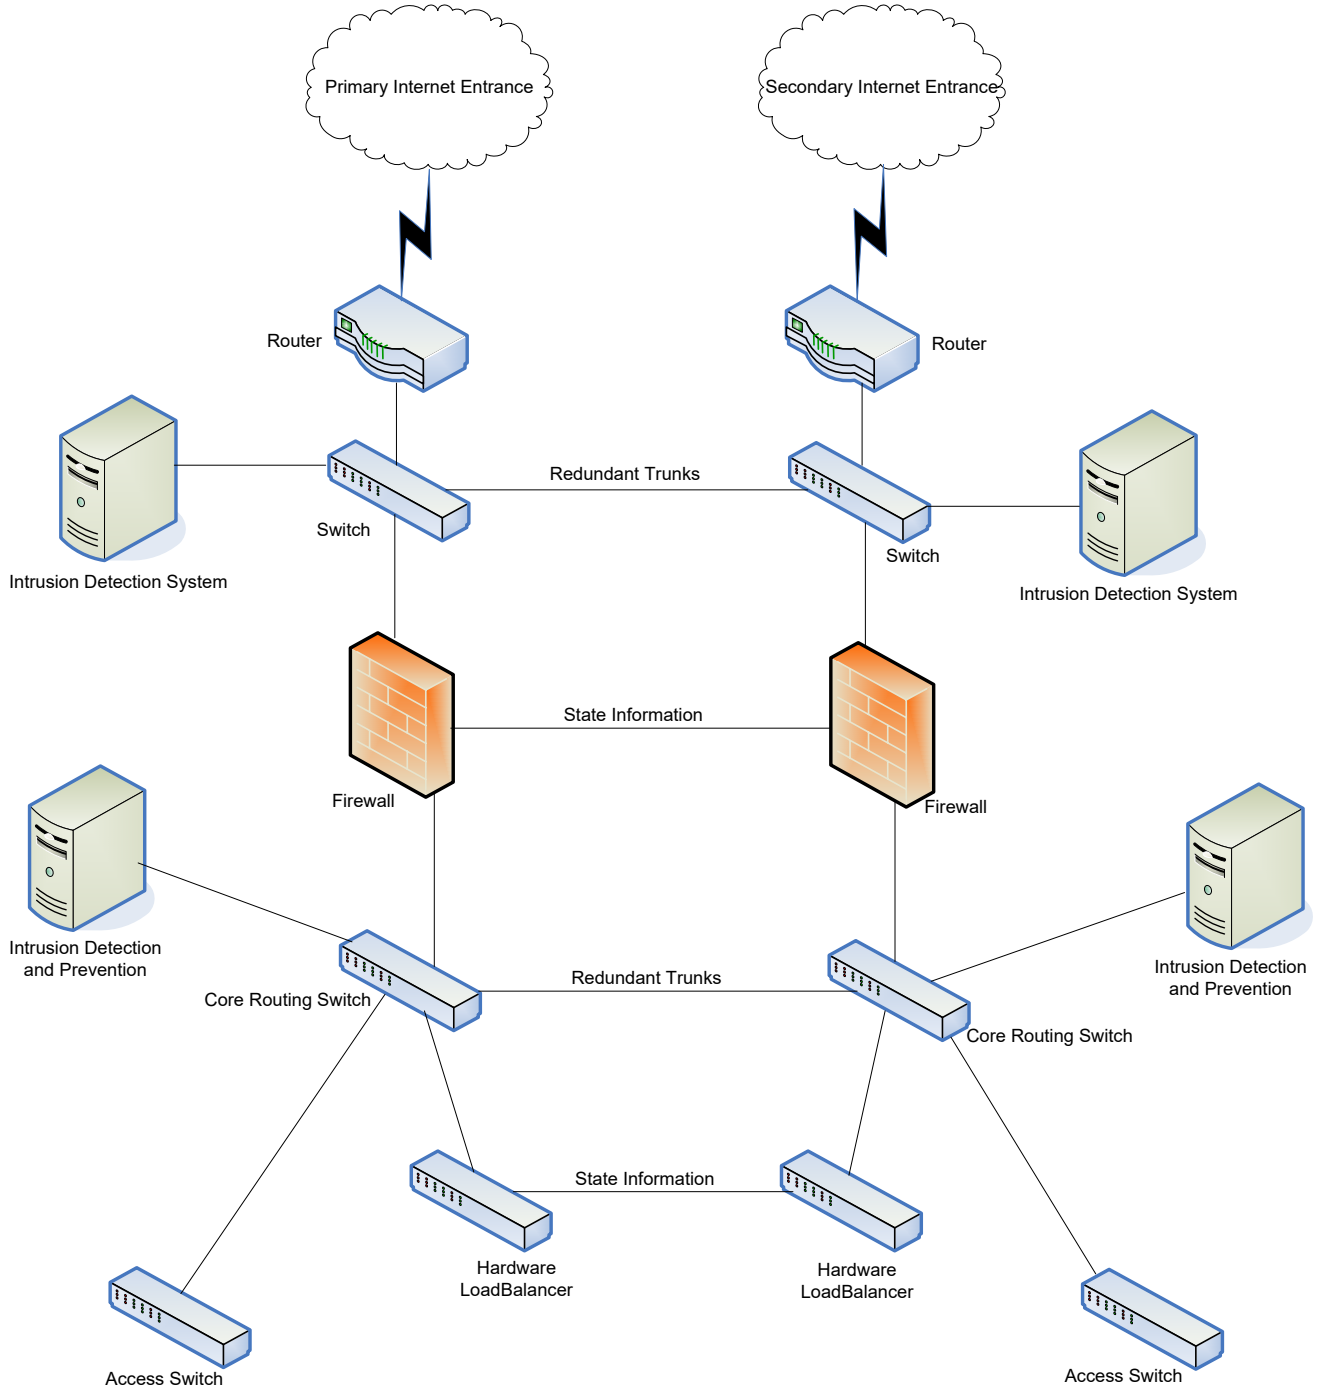 Primary Internet Entrance
Secondary Internet Entrance
Router
Router
Redundant Trunks
Switch
Switch
Intrusion Detection System
Intrusion Detection System
State Information
Firewall
Firewall
Intrusion Detection
and Prevention
Intrusion Detection
and Prevention
Redundant Trunks
Core Routing Switch
Core Routing Switch
State Information
Hardware
LoadBalancer
Hardware
LoadBalancer
Access Switch
Access Switch